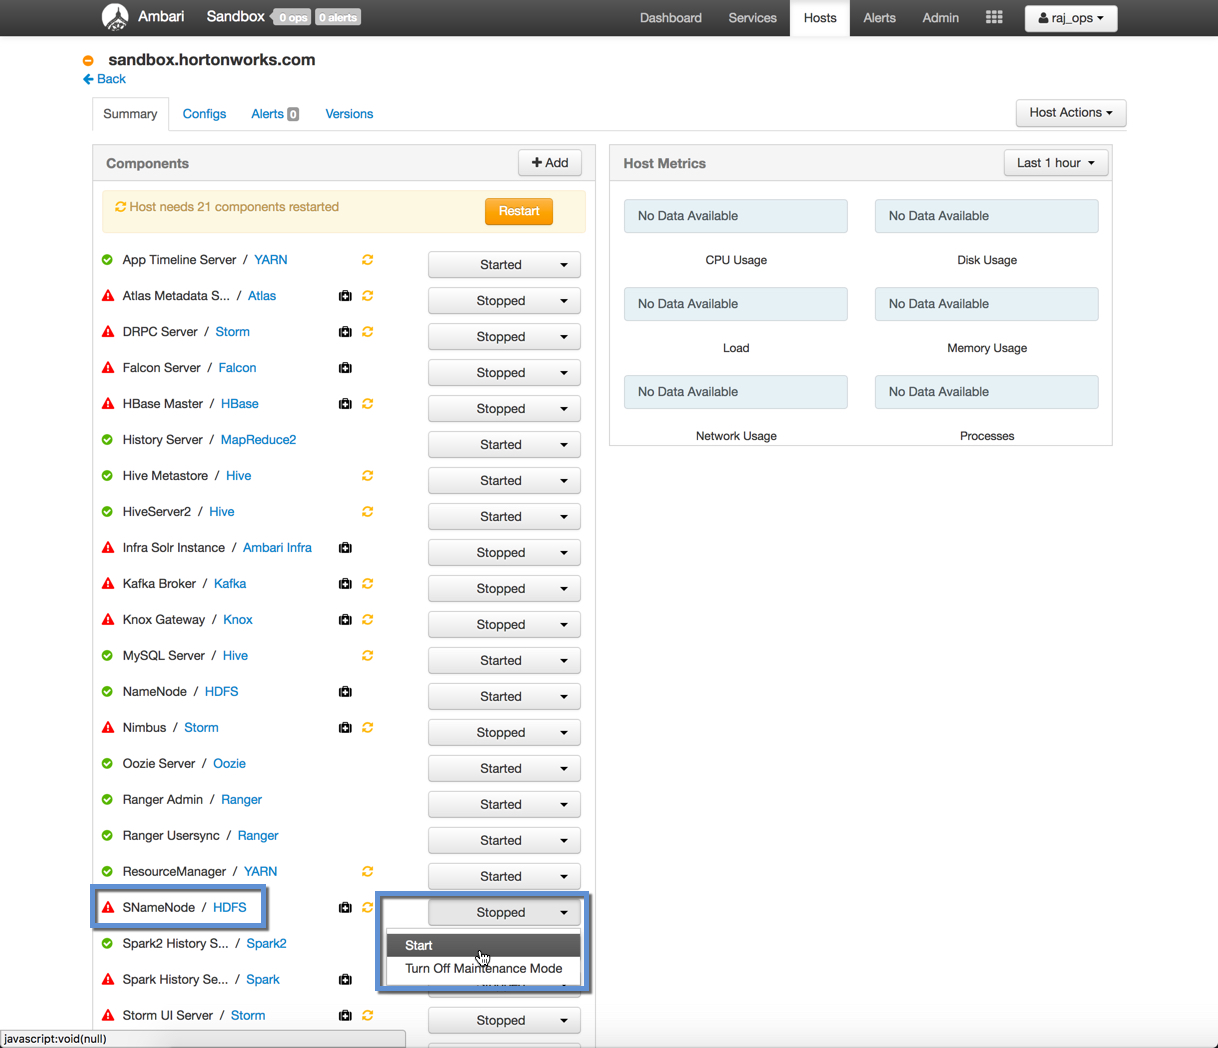 Ambari Sandbox 0 ops 0 alerts Dashboard Services Hosts Alerts Admin raj_ops
sandbox.hortonworks.com
Back
Summary Configs Alerts 0 Versions Host Actions
Components Add
Host needs 21 components restarted Restart
App Timeline Server / YARN Started
Atlas Metadata S... / Atlas Stopped
DRPC Server / Storm Stopped
Falcon Server / Falcon Stopped
HBase Master / HBase Stopped
History Server / MapReduce2 Started
Hive Metastore / Hive Started
HiveServer2 / Hive Started
Infra Solr Instance / Ambari Infra Stopped
Kafka Broker / Kafka Stopped
Knox Gateway / Knox Stopped
MySQL Server / Hive Started
NameNode / HDFS Started
Nimbus / Storm Stopped
Oozie Server / Oozie Started
Ranger Admin / Ranger Started
Ranger Usersync / Ranger Started
ResourceManager / YARN Started
SNameNode / HDFS Stopped
Spark2 History S... / Spark2
Start
Turn Off Maintenance Mode
Spark History Se... / Spark
Storm UI Server / Storm Stopped
Host Metrics Last 1 hour
No Data Available No Data Available
CPU Usage Disk Usage
No Data Available No Data Available
Load Memory Usage
No Data Available No Data Available
Network Usage Processes
javascript:void(null)